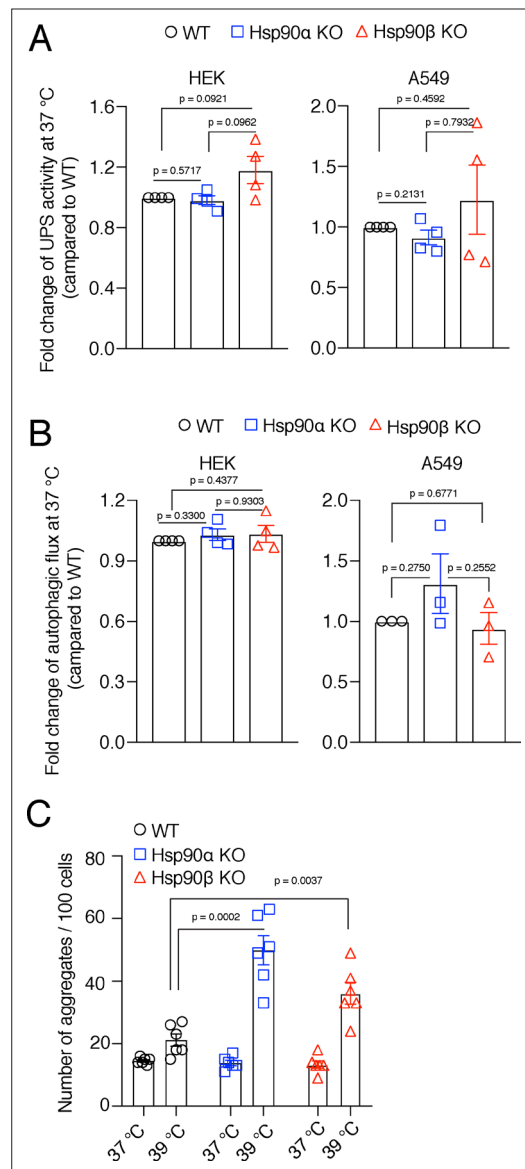 A
WT
Hsp90α KO
Hsp90β KO
HEK
A549
Fold change of UPS activity at 37 °C
(campared to WT)
1.6
1.2
0.8
0.4
0.0
p = 0.0921
p = 0.0962
p = 0.5717
2.0
1.5
1.0
0.5
0.0
p = 0.4592
p = 0.7932
p = 0.2131
B
WT
Hsp90α KO
Hsp90β KO
HEK
A549
Fold change of autophagic flux at 37 °C
(campared to WT)
1.2
0.9
0.6
0.3
0.0
p = 0.4377
p = 0.9303
p = 0.3300
2.0
1.5
1.0
0.5
0.0
p = 0.6771
p = 0.2750
p = 0.2552
C
WT
Hsp90α KO
Hsp90β KO
Number of aggregates / 100 cells
80
60
40
20
0
p = 0.0037
p = 0.0002
37 °C
39 °C
37 °C
39 °C
37 °C
39 °C